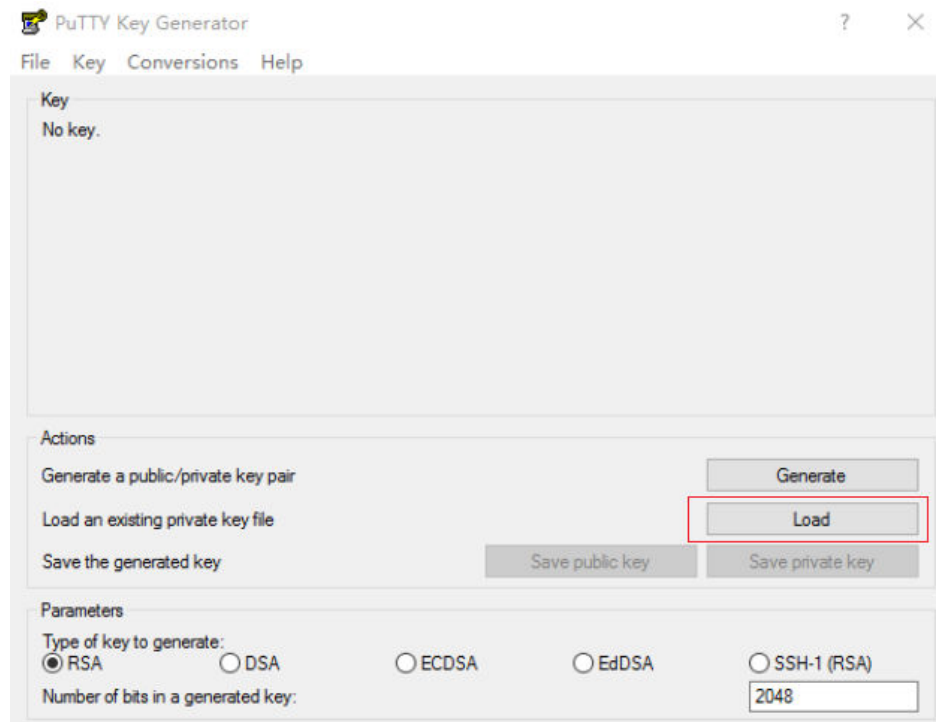 PuTTY Key Generator ? ×
File Key Conversions Help
Key
No key.
Actions
Generate a public/private key pair Generate
Load an existing private key file Load
Save the generated key Save public key Save private key
Parameters
Type of key to generate:
RSA DSA ECDSA EdDSA SSH-1 (RSA)
Number of bits in a generated key: 2048